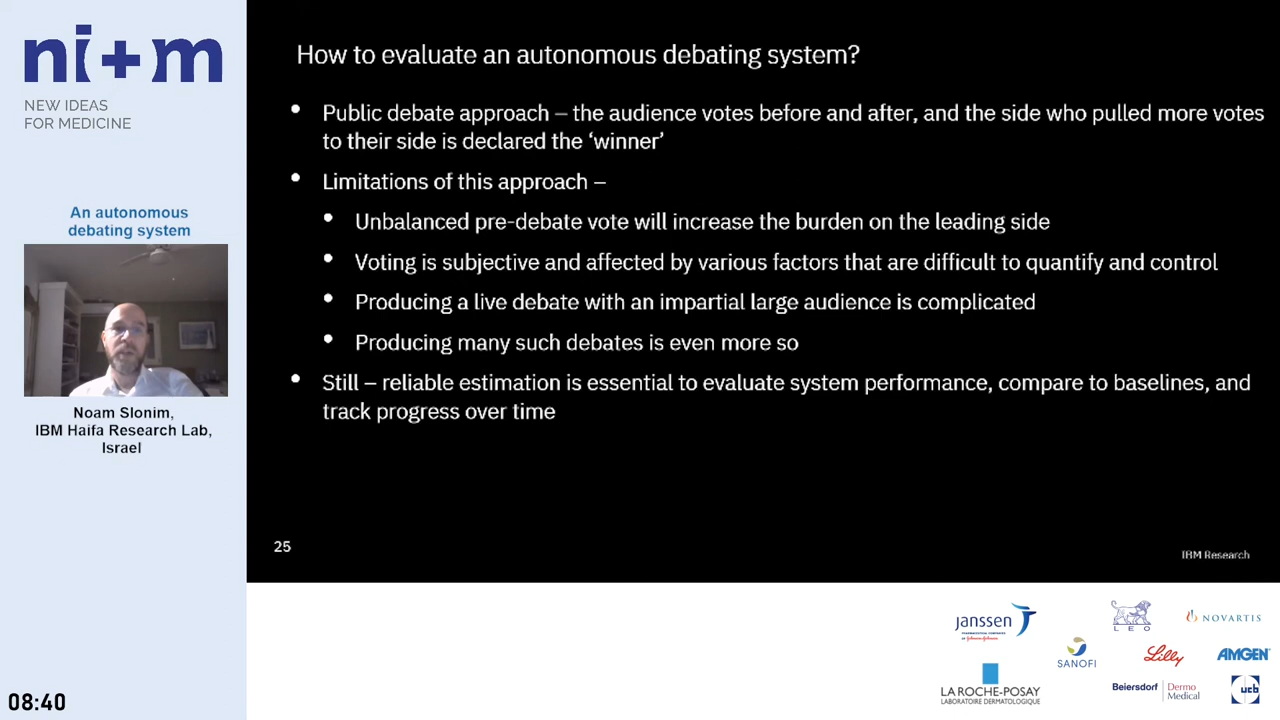 ni+m
NEW IDEAS
FOR MEDICINE
An autonomous
debating system
Noam Slonim,
IBM Haifa Research Lab,
Israel
08:40
How to evaluate an autonomous debating system?
• Public debate approach – the audience votes before and after, and the side who pulled more votes
to their side is declared the ‘winner’
• Limitations of this approach –
• Unbalanced pre-debate vote will increase the burden on the leading side
• Voting is subjective and affected by various factors that are difficult to quantify and control
• Producing a live debate with an impartial large audience is complicated
• Producing many such debates is even more so
• Still – reliable estimation is essential to evaluate system performance, compare to baselines, and
track progress over time
25
IBM Research
janssen
PHARMACEUTICAL COMPANIES
OF Johnson&Johnson
LEO
NOVARTIS
SANOFI
Lilly
AMGEN
LA ROCHE-POSAY
LABORATOIRE DERMATOLOGIQUE
Beiersdorf | Dermo
Medical
ucb